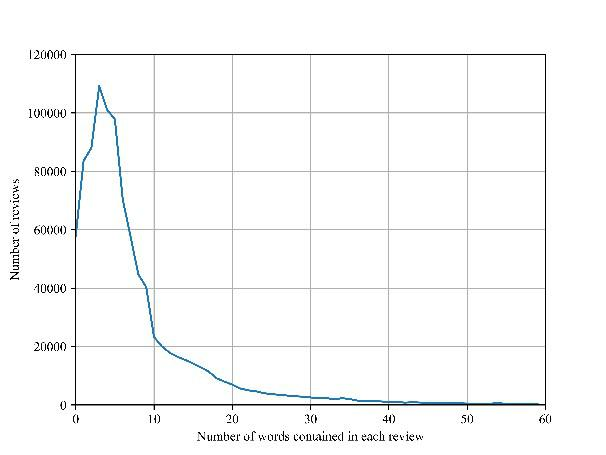 120000
100000
80000
60000
40000
20000
0
0 10 20 30 40 50 60
Number of reviews
Number of words contained in each review